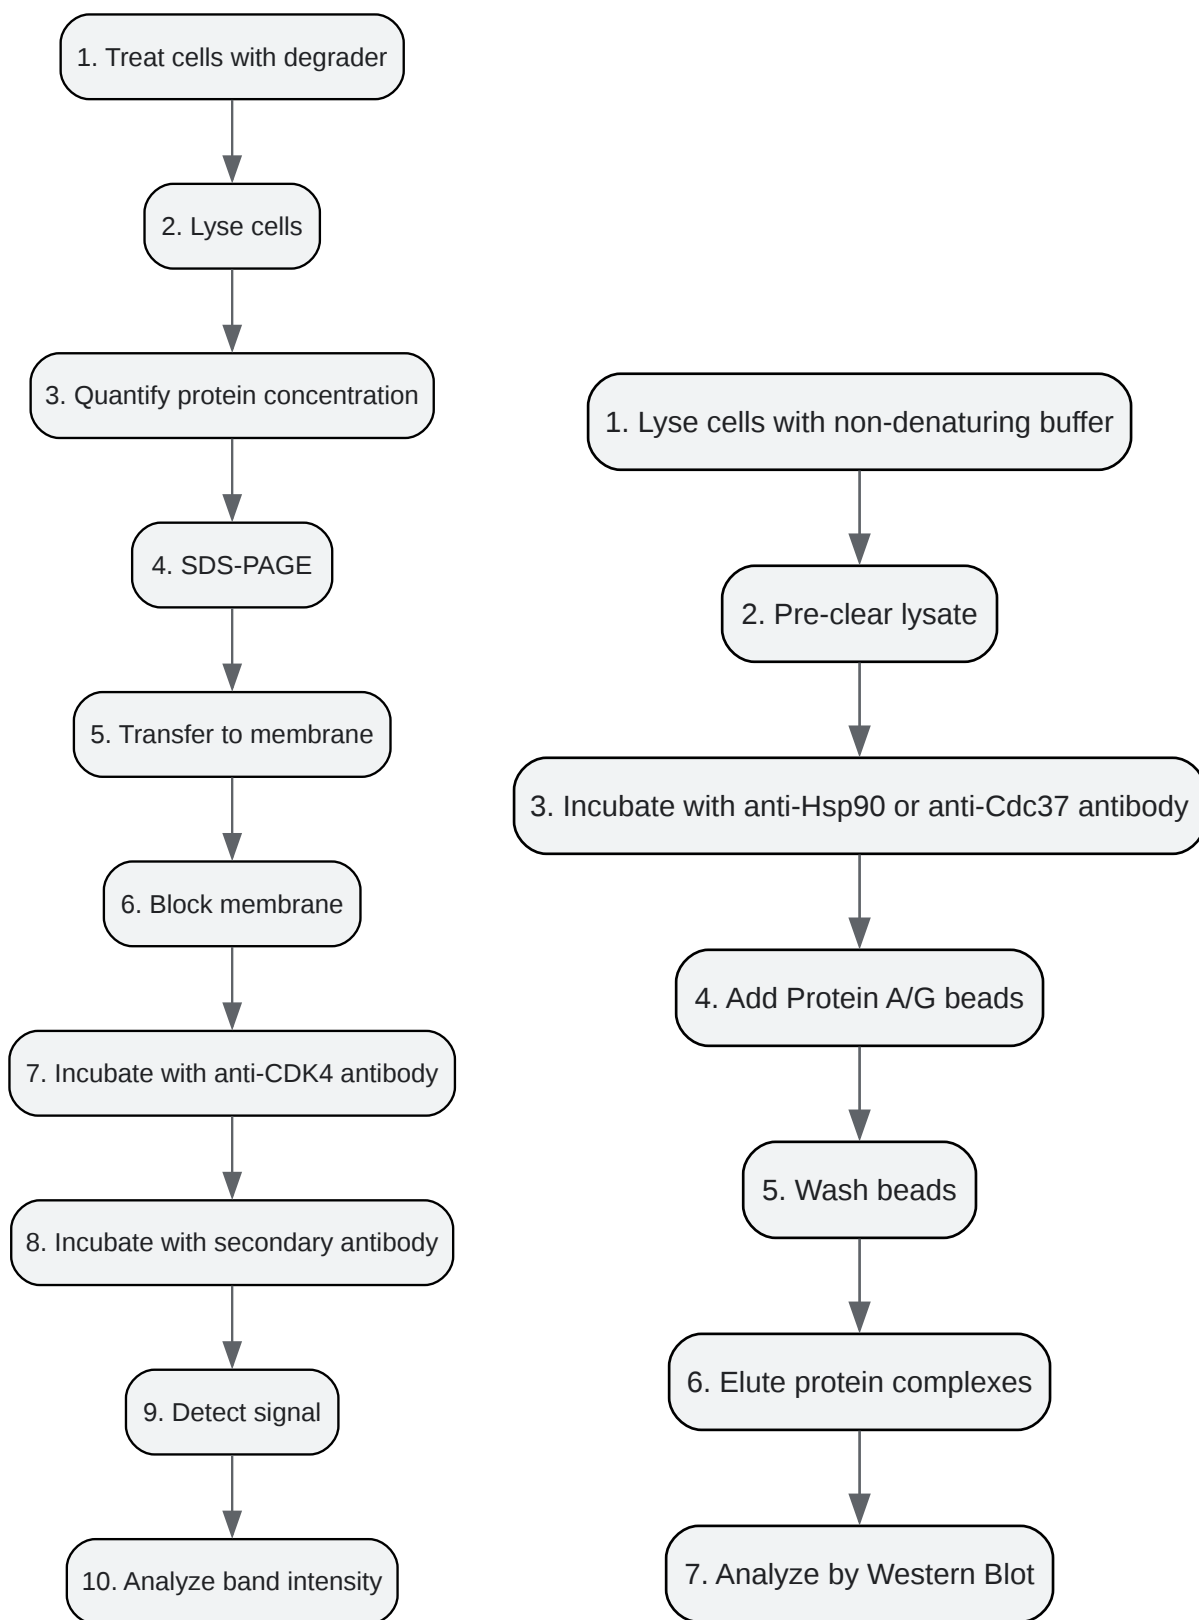 1. Treat cells with degrader
2. Lyse cells
3. Quantify protein concentration
4. SDS-PAGE
5. Transfer to membrane
6. Block membrane
7. Incubate with anti-CDK4 antibody
8. Incubate with secondary antibody
9. Detect signal
10. Analyze band intensity
1. Lyse cells with non-denaturing buffer
2. Pre-clear lysate
3. Incubate with anti-Hsp90 or anti-Cdc37 antibody
4. Add Protein A/G beads
5. Wash beads
6. Elute protein complexes
7. Analyze by Western Blot